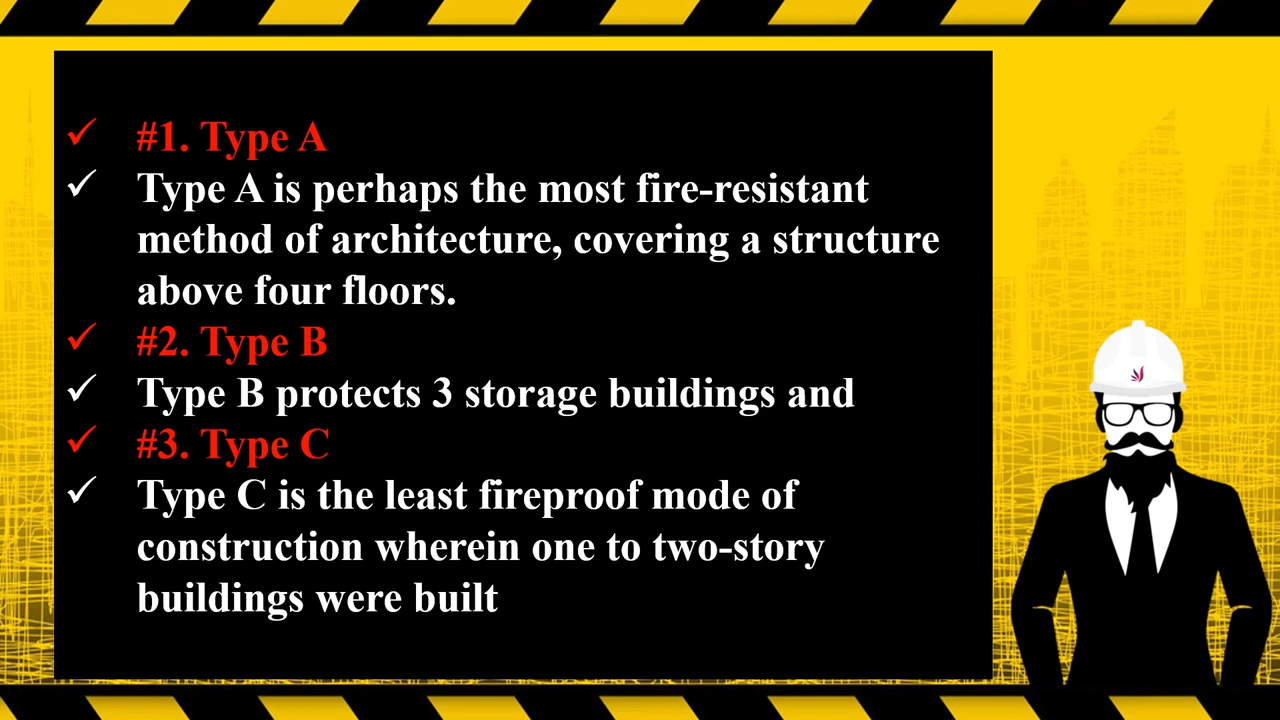 ✓ #1. Type A
✓ Type A is perhaps the most fire-resistant
method of architecture, covering a structure
above four floors.
✓ #2. Type B
✓ Type B protects 3 storage buildings and
✓ #3. Type C
✓ Type C is the least fireproof mode of
construction wherein one to two-story
buildings were built